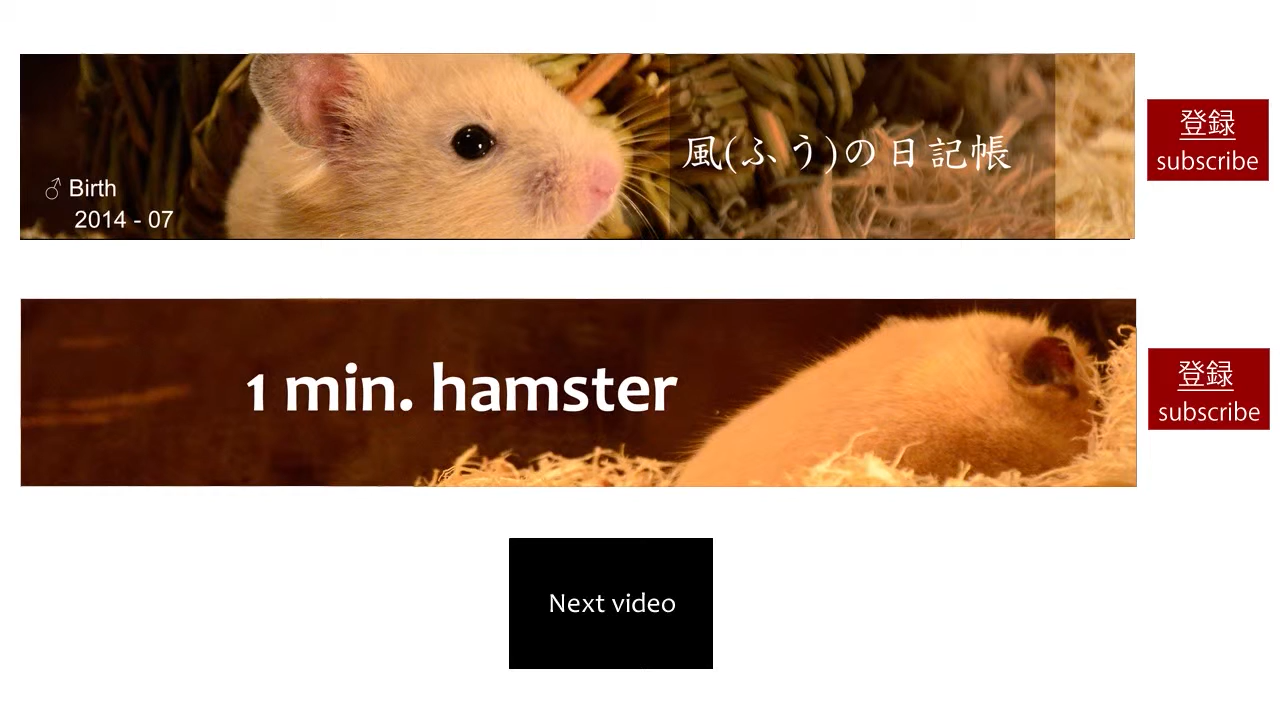 ♂ Birth
2014 - 07
風(ふう)の日記帳
登録
subscribe
1 min. hamster
登録
subscribe
Next video